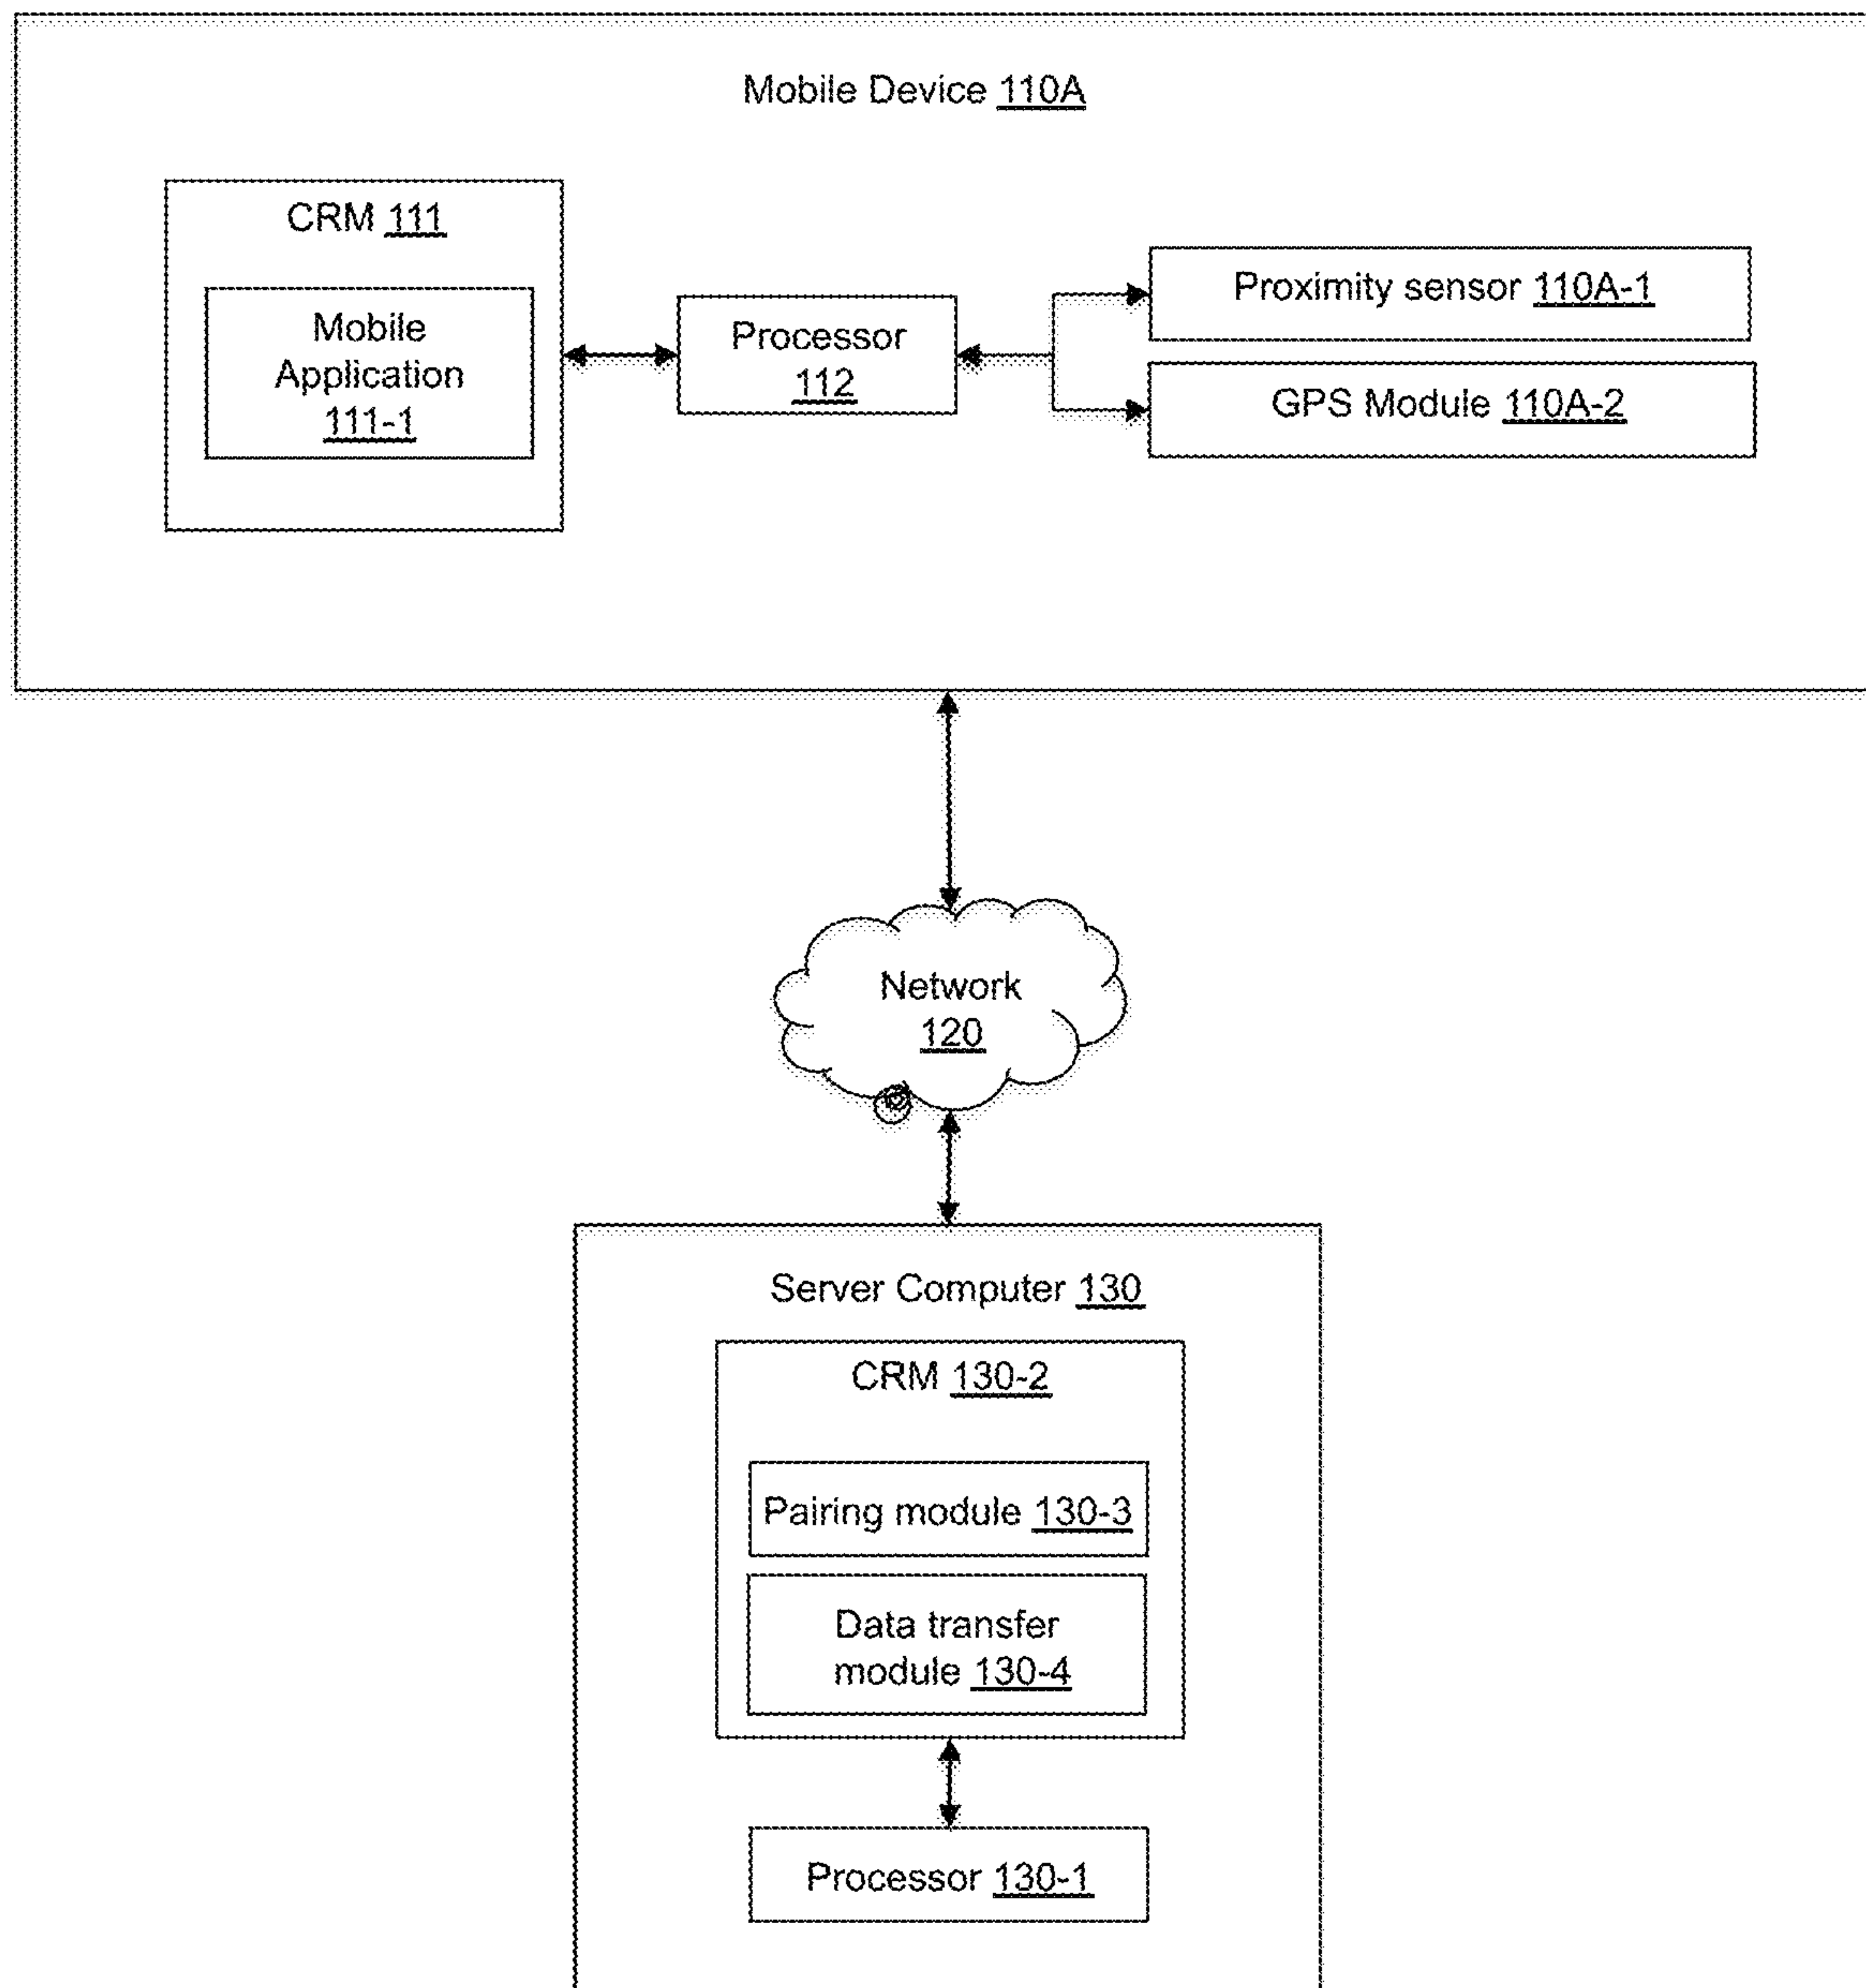 Mobile Device 110A
CRM 111
Mobile
Application
111-1
Processor
112
Proximity sensor 110A-1
GPS Module 110A-2
Network
120
Server Computer 130
CRM 130-2
Pairing module 130-3
Data transfer
module 130-4
Processor 130-1